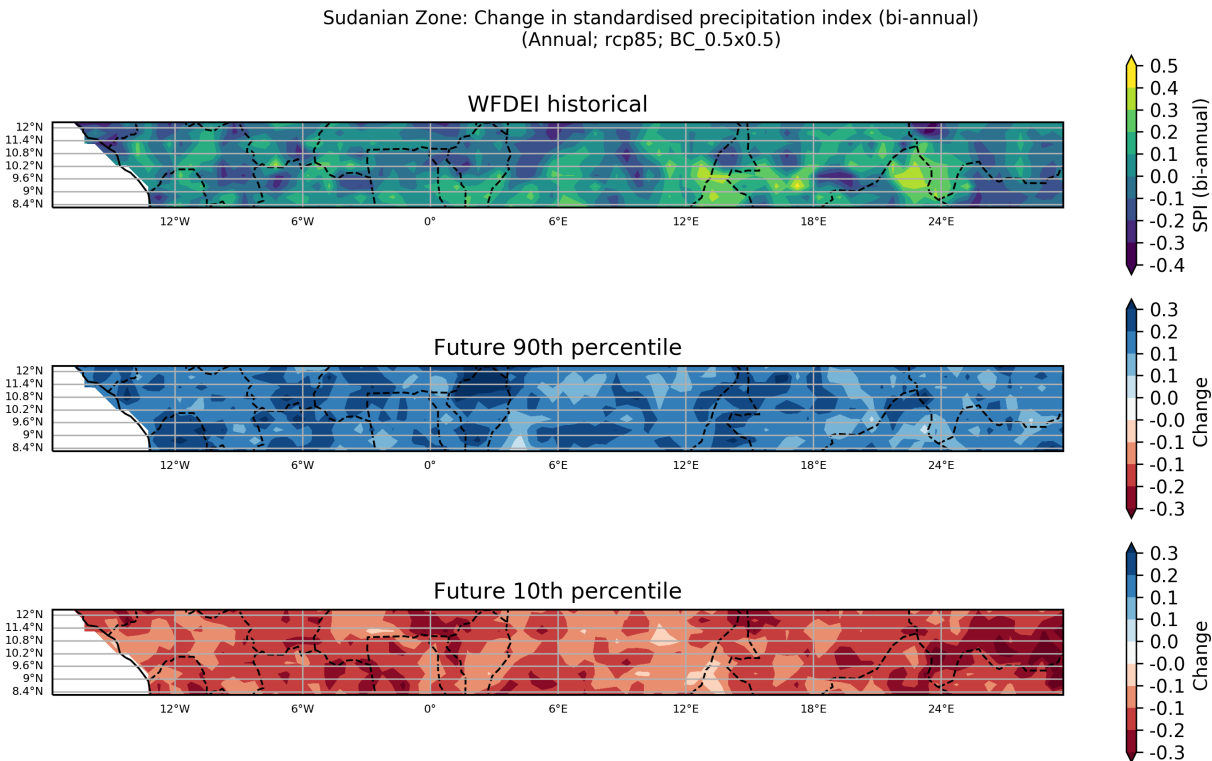 Sudanian Zone: Change in standardised precipitation index (bi-annual)
(Annual; rcp85; BC_0.5x0.5)
WFDEI historical
12°N
11.4°N
10.8°N
10.2°N
9.6°N
9°N
8.4°N
12°W
6°W
0°
6°E
12°E
18°E
24°E
0.5
0.4
0.3
0.2
0.1
0.0
-0.1
-0.2
-0.3
-0.4
SPI (bi-annual)
Future 90th percentile
12°N
11.4°N
10.8°N
10.2°N
9.6°N
9°N
8.4°N
12°W
6°W
0°
6°E
12°E
18°E
24°E
0.3
0.2
0.1
0.1
0.0
-0.0
-0.1
-0.1
-0.2
-0.3
Change
Future 10th percentile
12°N
11.4°N
10.8°N
10.2°N
9.6°N
9°N
8.4°N
12°W
6°W
0°
6°E
12°E
18°E
24°E
0.3
0.2
0.1
0.1
0.0
-0.0
-0.1
-0.1
-0.2
-0.3
Change